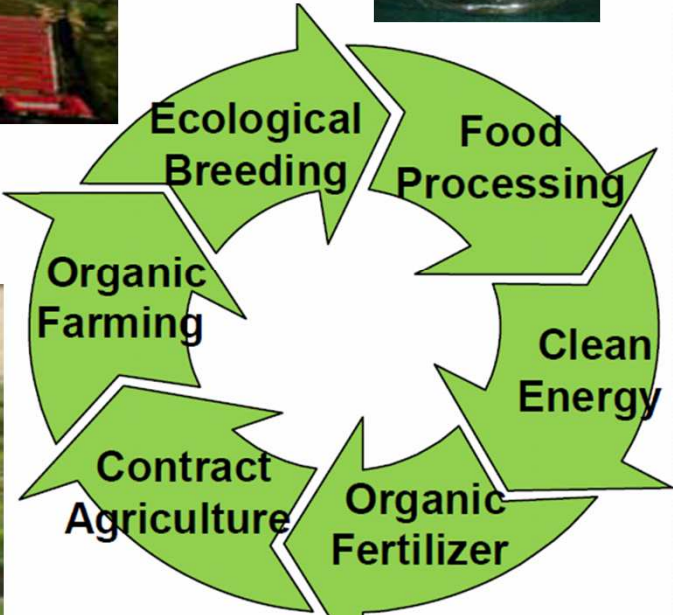 Ecological
Breeding
Food
Processing
Clean
Energy
Organic
Fertilizer
Contract
Agriculture
Organic
Farming